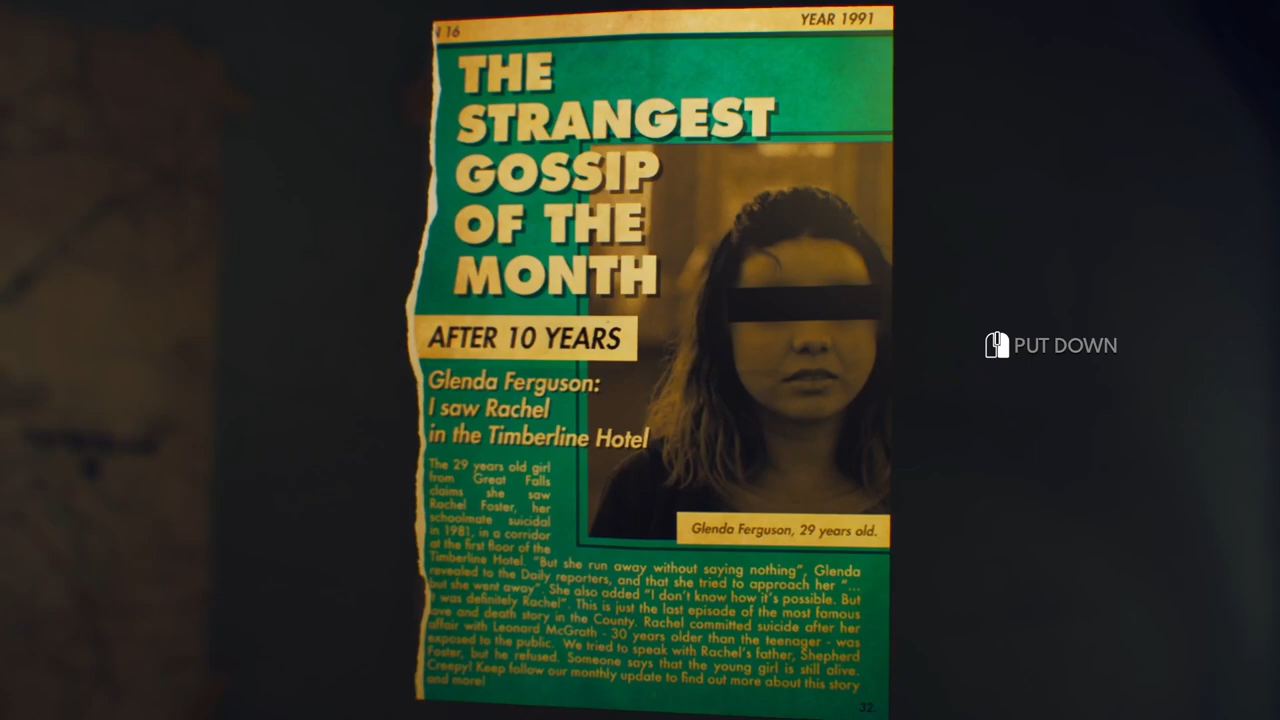 N 16
YEAR 1991
THE
STRANGEST
GOSSIP
OF THE
MONTH
AFTER 10 YEARS
Glenda Ferguson:
I saw Rachel
in the Timberline Hotel
The 29 years old girl
from Great Falls
claims she saw
Rachel Foster, her
schoolmate suicidal
in 1981, in a corridor
at the first floor of the
Timberline Hotel. "But she run away without saying nothing", Glenda
revealed to the Daily reporters, and that she tried to approach her "...
but she went away". She also added "I don't know how it's possible. But
it was definitely Rachel". This is just the last episode of the most famous
love and death story in the County. Rachel committed suicide after her
affair with Leonard McGrath - 30 years older than the teenager - was
exposed to the public. We tried to speak with Rachel's father, Shepherd
Foster, but he refused. Someone says that the young girl is still alive.
Creepy! Keep follow our monthly update to find out more about this story
and more!
Glenda Ferguson, 29 years old.
32.
PUT DOWN